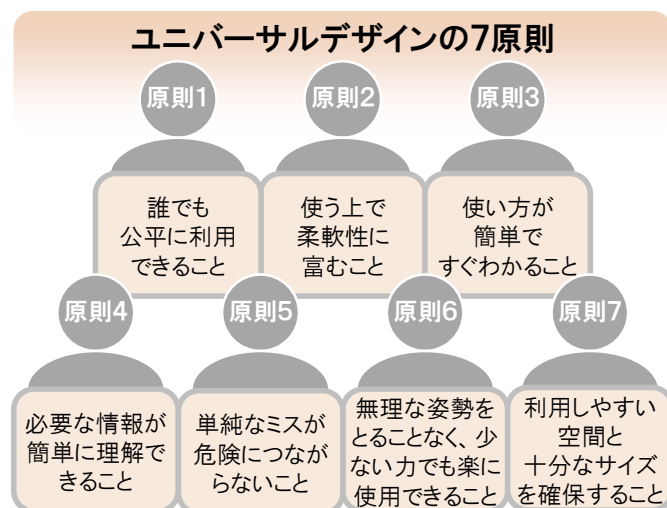 ユニバーサルデザインの7原則
原則1
誰でも
公平に利用
できること
原則2
使う上で
柔軟性に
富むこと
原則3
使い方が
簡単で
すぐわかること
原則4
必要な情報が
簡単に理解で
きること
原則5
単純なミスが
危険につなが
らないこと
原則6
無理な姿勢を
とることなく、少
ない力でも楽に
使用できること
原則7
利用しやすい
空間と
十分なサイズ
を確保すること